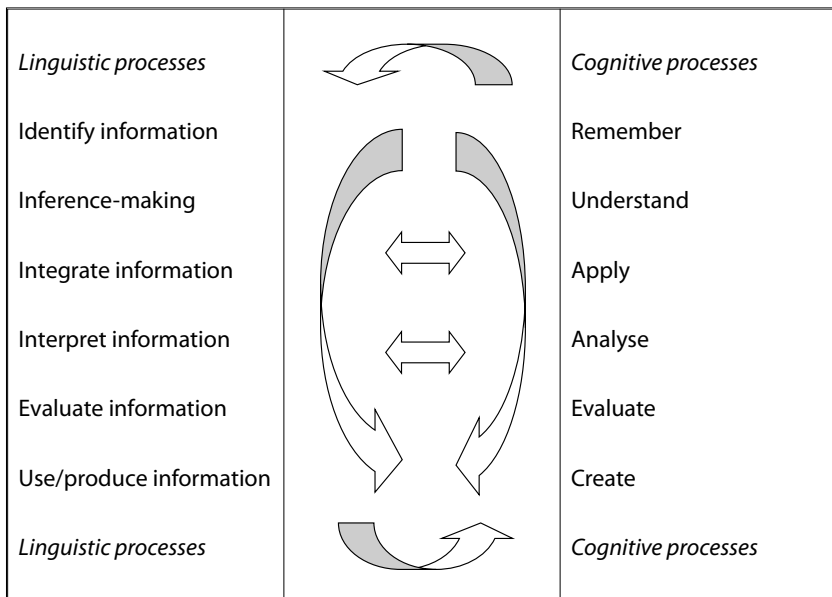 Linguistic processes
Cognitive processes
Identify information
Remember
Inference-making
Understand
Integrate information
Apply
Interpret information
Analyse
Evaluate information
Evaluate
Use/produce information
Create
Linguistic processes
Cognitive processes